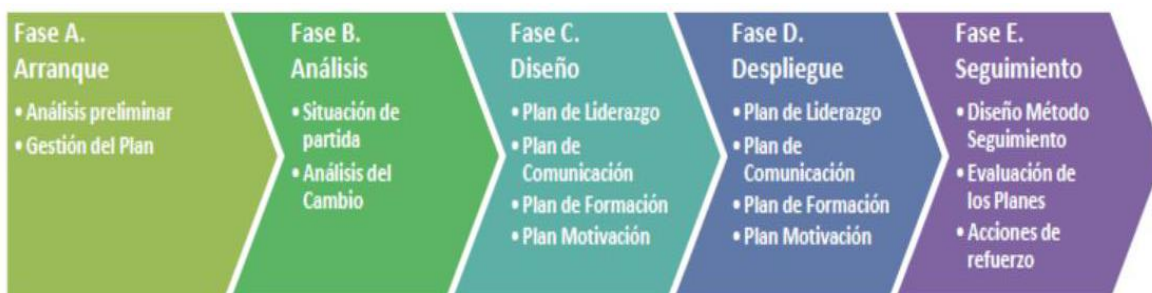 Fase A.
Arranque
• Análisis preliminar
• Gestión del Plan
Fase B.
Análisis
• Situación de
partida
• Análisis del
Cambio
Fase C.
Diseño
• Plan de Liderazgo
• Plan de
Comunicación
• Plan de Formación
• Plan Motivación
Fase D.
Despliegue
• Plan de Liderazgo
• Plan de
Comunicación
• Plan de Formación
• Plan Motivación
Fase E.
Seguimiento
• Diseño Método
Seguimiento
• Evaluación de
los Planes
• Acciones de
refuerzo